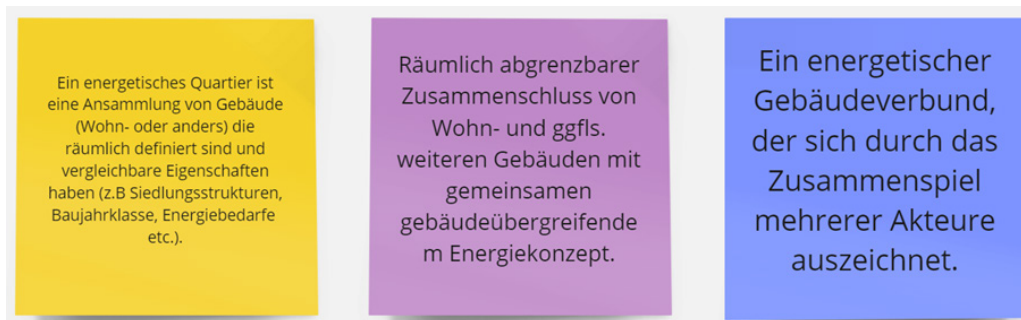 Ein energetisches Quartier ist
eine Ansammlung von Gebäude
(Wohn- oder anders) die
räumlich definiert sind und
vergleichbare Eigenschaften
haben (z.B Siedlungsstrukturen,
Baujahrklasse, Energiebedarfe
etc.).
Räumlich abgrenzbarer
Zusammenschluss von
Wohn- und ggfls.
weiteren Gebäuden mit
gemeinsamen
gebäudeübergreifende
m Energiekonzept.
Ein energetischer
Gebäudeverbund,
der sich durch das
Zusammenspiel
mehrerer Akteure
auszeichnet.